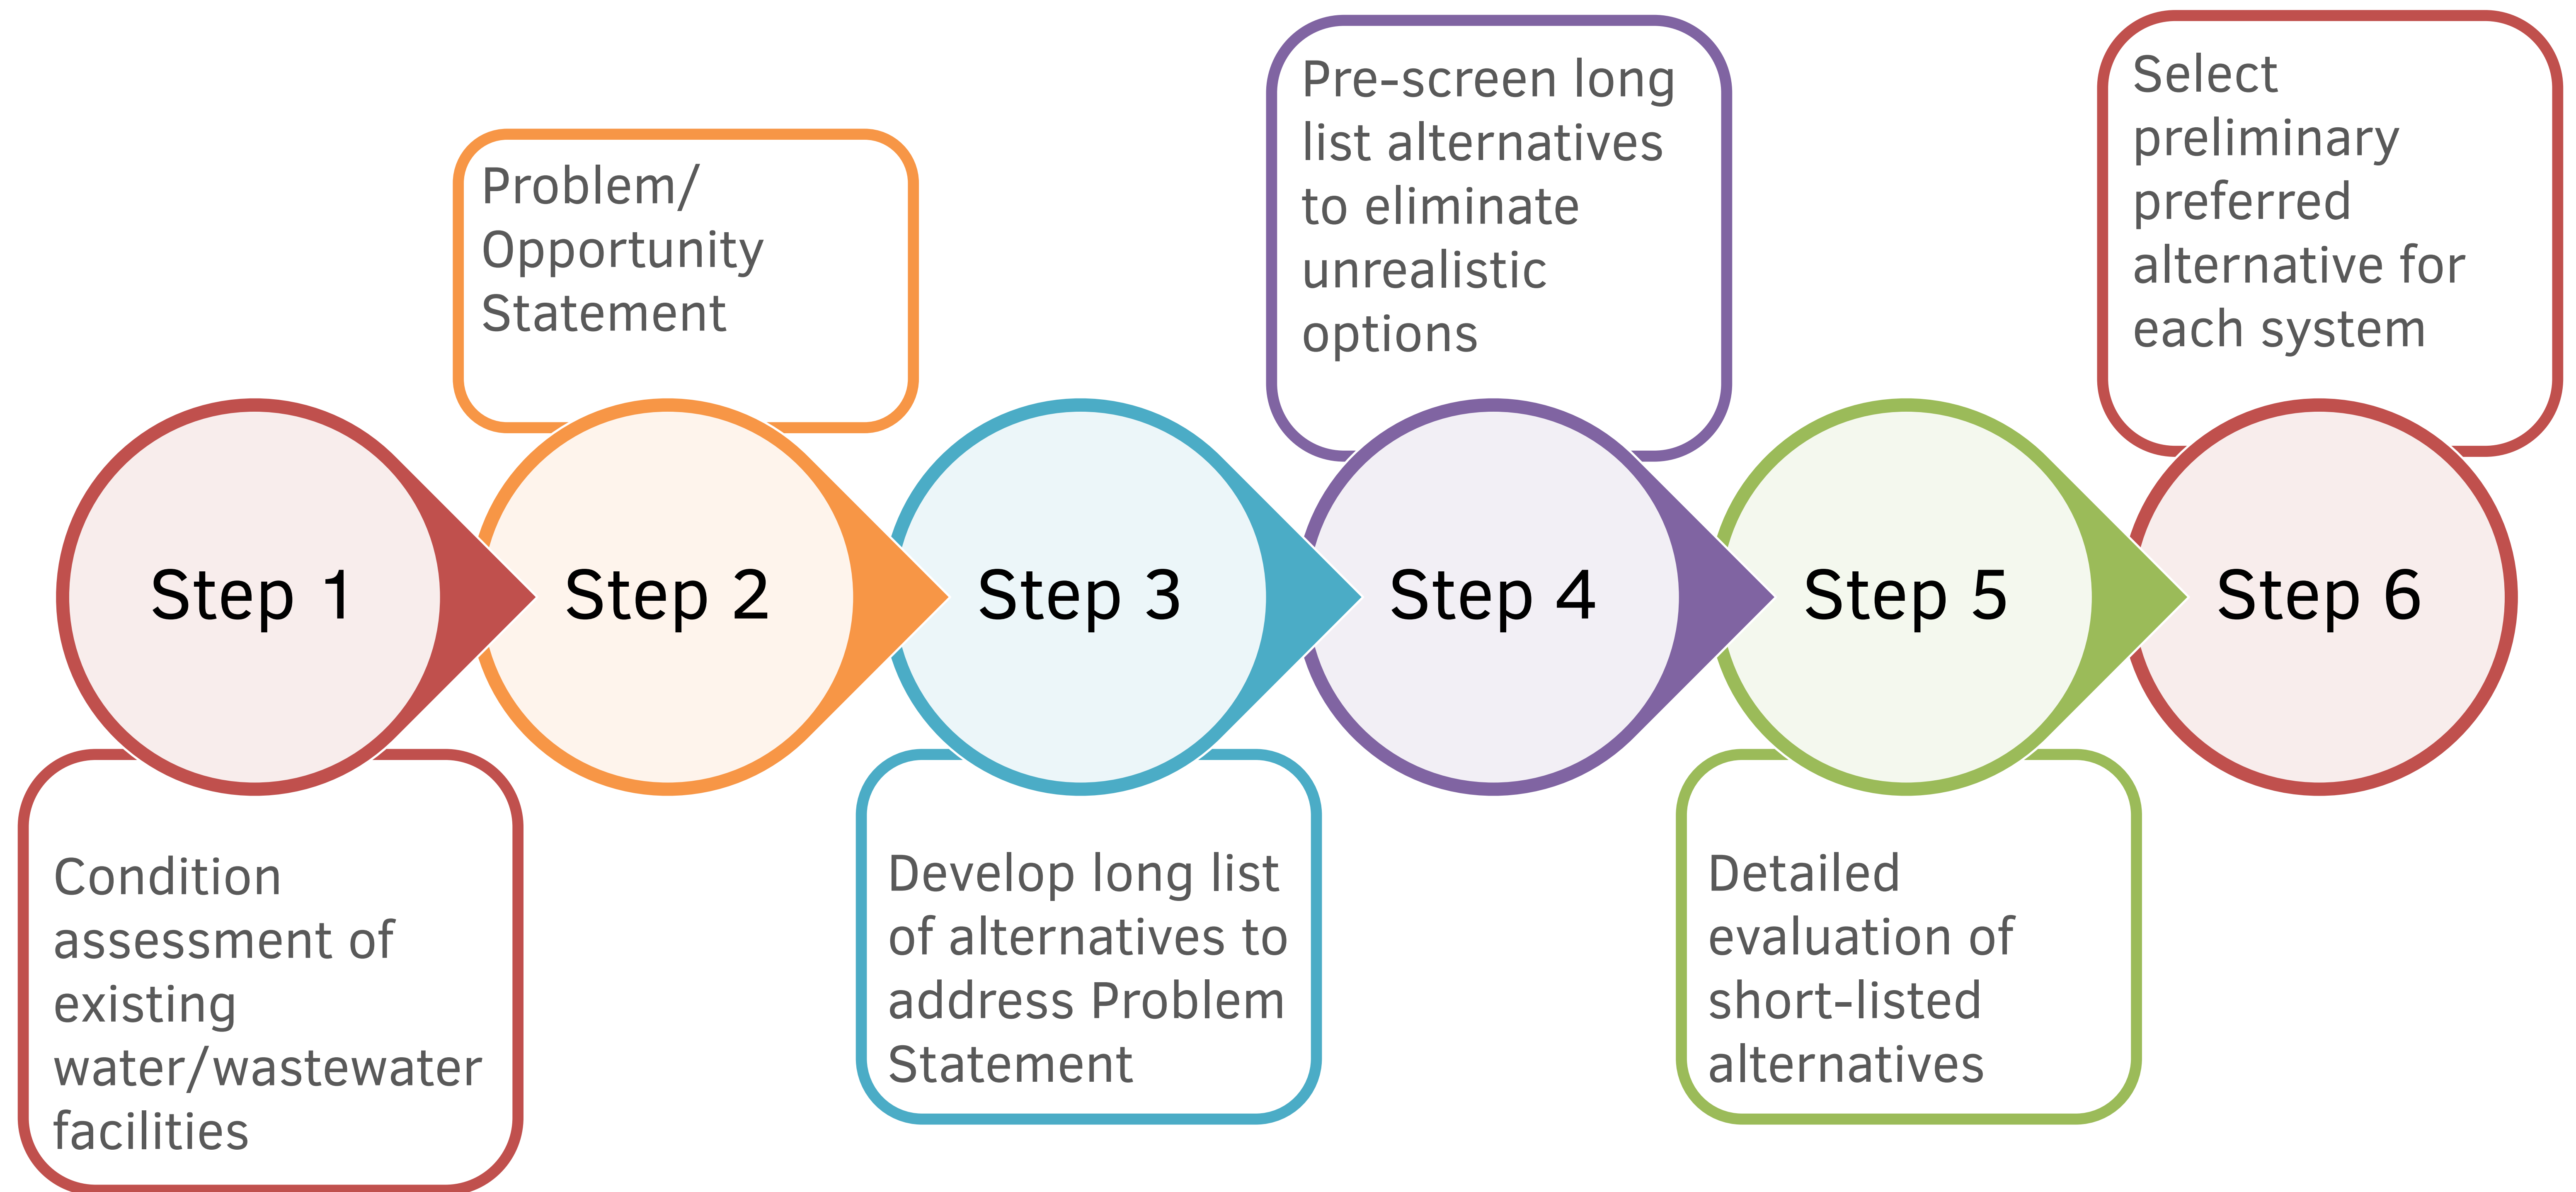 Step 1
Condition
assessment of
existing
water/wastewater
facilities
Problem/
Opportunity
Statement
Step 2
Step 3
Develop long list
of alternatives to
address Problem
Statement
Pre-screen long
list alternatives
to eliminate
unrealistic
options
Step 4
Step 5
Detailed
evaluation of
short-listed
alternatives
Select
preliminary
preferred
alternative for
each system
Step 6